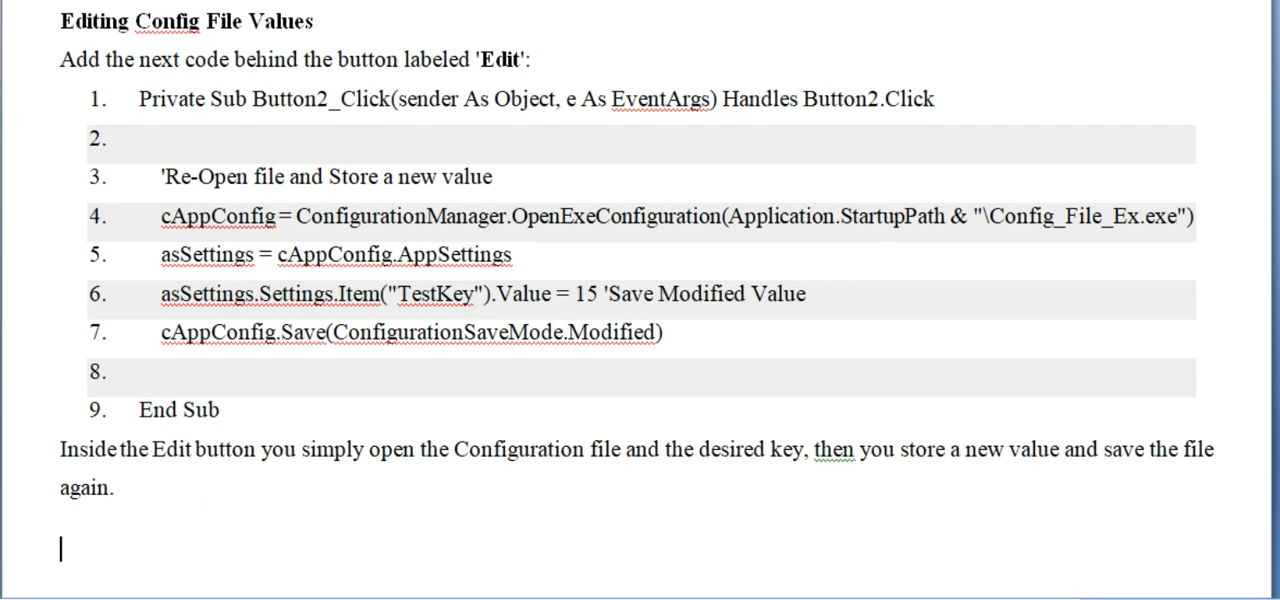 Editing Config File Values
Add the next code behind the button labeled 'Edit':
1. Private Sub Button2_Click(sender As Object, e As EventArgs) Handles Button2.Click
2.
3. 'Re-Open file and Store a new value
4. cAppConfig= ConfigurationManager.OpenExeConfiguration(Application.StartupPath & "\Config_File_Ex.exe")
5. asSettings = cAppConfig.AppSettings
6. asSettings.Settings.Item("TestKey").Value = 15 'Save Modified Value
7. cAppConfig.Save(ConfigurationSaveMode.Modified)
8.
9. End Sub
Inside the Edit button you simply open the Configuration file and the desired key, then you store a new value and save the file
again.